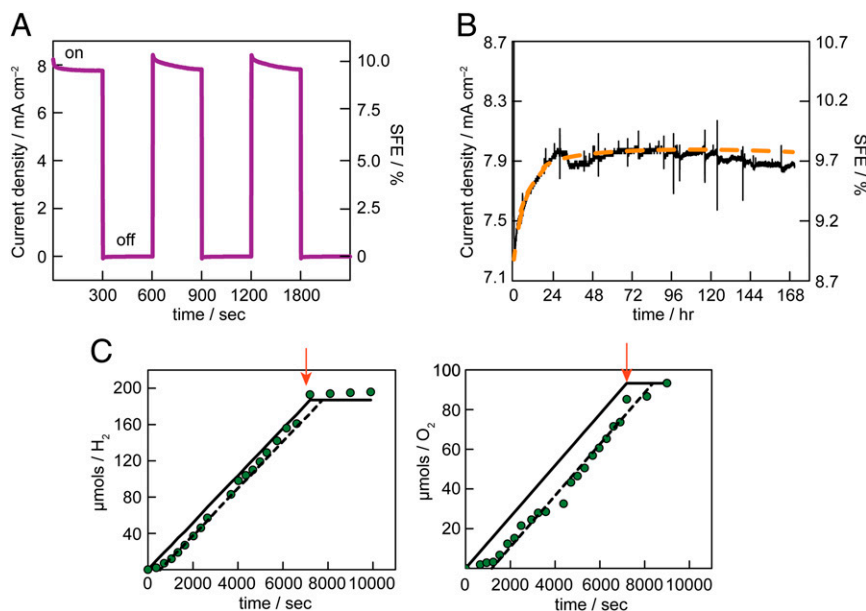 A
on
off
Current density / mA cm⁻²
8
6
4
2
0
10.0
7.5
5.0
2.5
0
SFE / %
300 600 900 1200 1800
time / sec
B
Current density / mA cm⁻²
8.7
8.3
7.9
7.5
7.1
10.7
10.2
9.7
9.2
8.7
SFE / %
0 24 48 72 96 120 144 168
time / hr
C
μmols / H₂
200
160
120
80
40
0 2000 4000 6000 8000 10000
time / sec
μmols / O₂
100
80
60
40
20
0 2000 4000 6000 8000 10000
time / sec